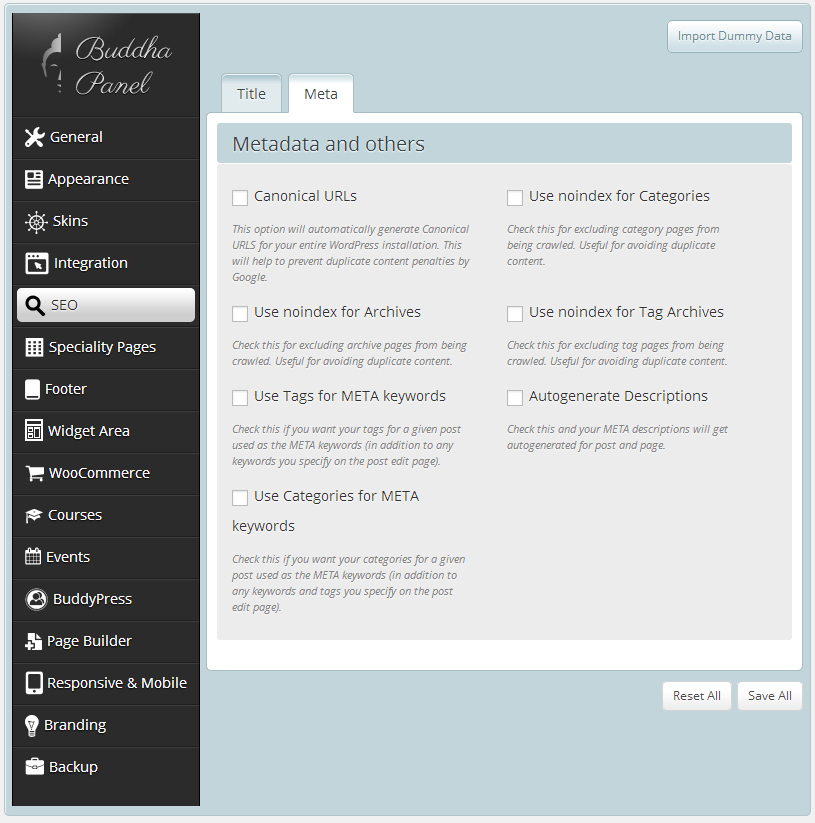 Buddha
Panel
Import Dummy Data
General
Appearance
Skins
Integration
SEO
Speciality Pages
Footer
Widget Area
WooCommerce
Courses
Events
BuddyPress
Page Builder
Responsive & Mobile
Branding
Backup
Title
Meta
Metadata and others
Canonical URLs
This option will automatically generate Canonical
URLS for your entire WordPress installation. This
will help to prevent duplicate content penalties by
Google.
Use noindex for Categories
Check this for excluding category pages from
being crawled. Useful for avoiding duplicate
content.
Use noindex for Archives
Check this for excluding archive pages from being
crawled. Useful for avoiding duplicate content.
Use noindex for Tag Archives
Check this for excluding tag pages from being
crawled. Useful for avoiding duplicate content.
Use Tags for META keywords
Check this if you want your tags for a given post
used as the META keywords (in addition to any
keywords you specify on the post edit page).
Autogenerate Descriptions
Check this and your META descriptions will get
autogenerated for post and page.
Use Categories for META
keywords
Check this if you want your categories for a given
post used as the META keywords (in addition to
any keywords and tags you specify on the post
edit page).
Reset All
Save All